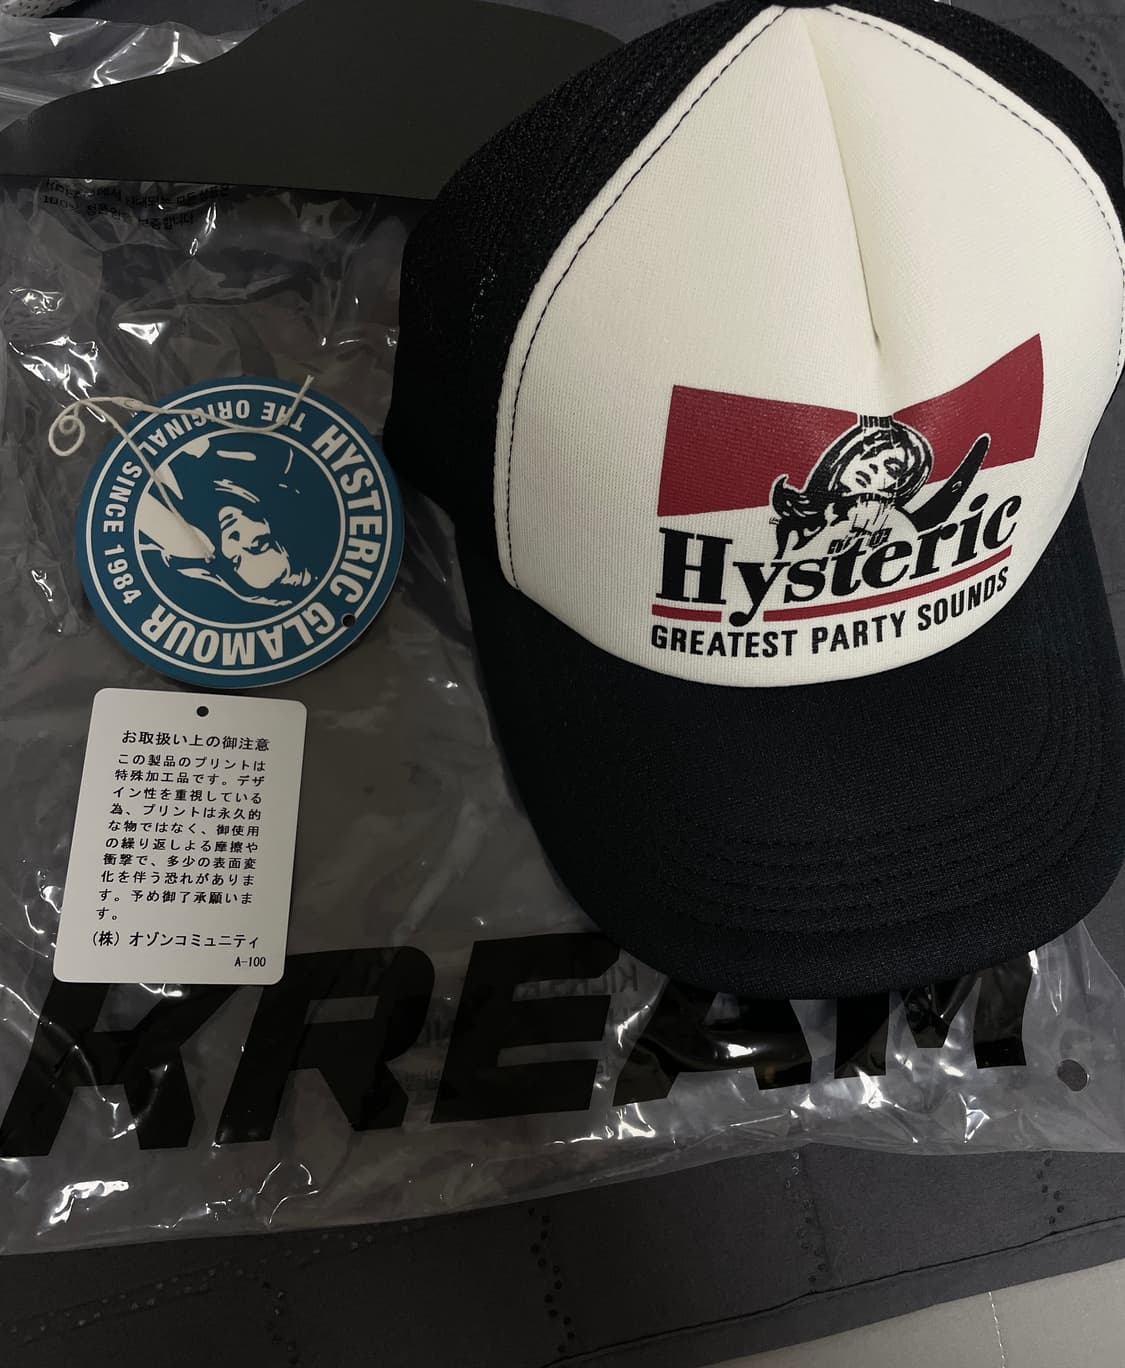 HYSTERIC GLAMOUR
THE ORIGINAL SINCE 1984
Hysteric
GREATEST PARTY SOUNDS
お取扱い上の御注意
この製品のプリントは
特殊加工品です。デザ
イン性を重視している
為、プリントは永久的
な物ではなく、御使用
の繰り返しよる摩擦や
衝撃で、多少の表面変
化を伴う恐れがありま
す。予め御了承願いま
す。
（株）オゾンコミュニティ
A-100
KREAM